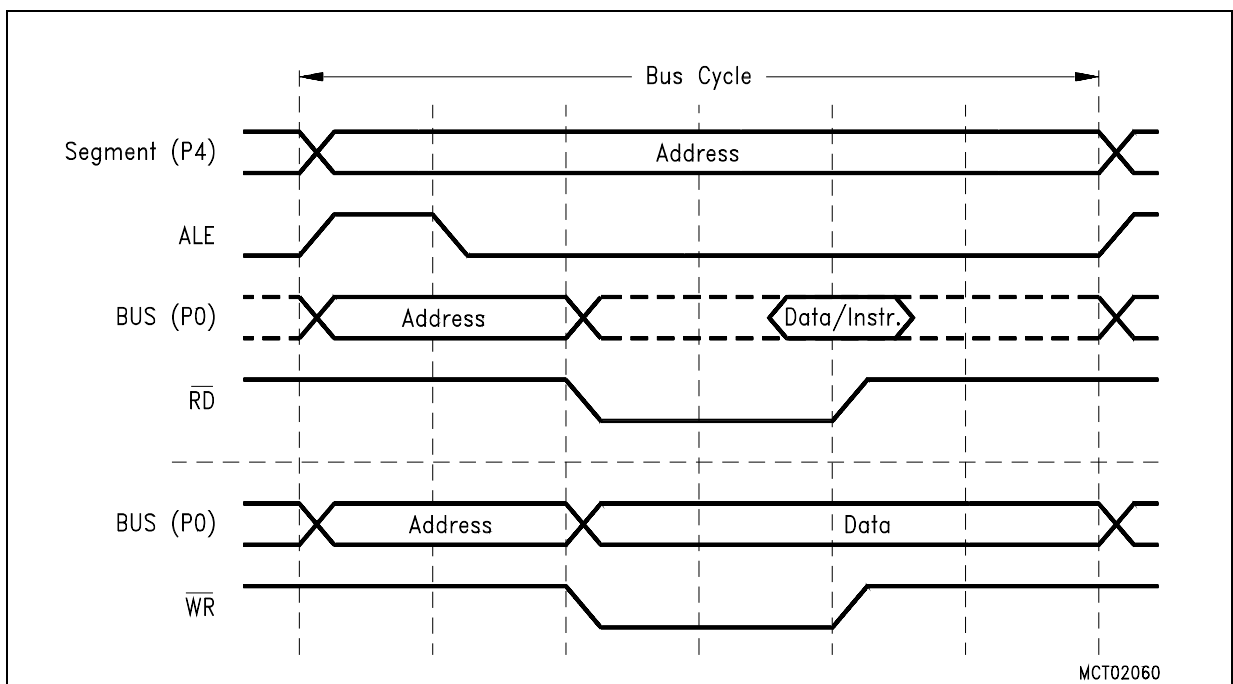 Bus Cycle
Segment (P4)
Address
ALE
BUS (P0)
Address
Data/Instr.
RD
BUS (P0)
Address
Data
WR
MCT02060